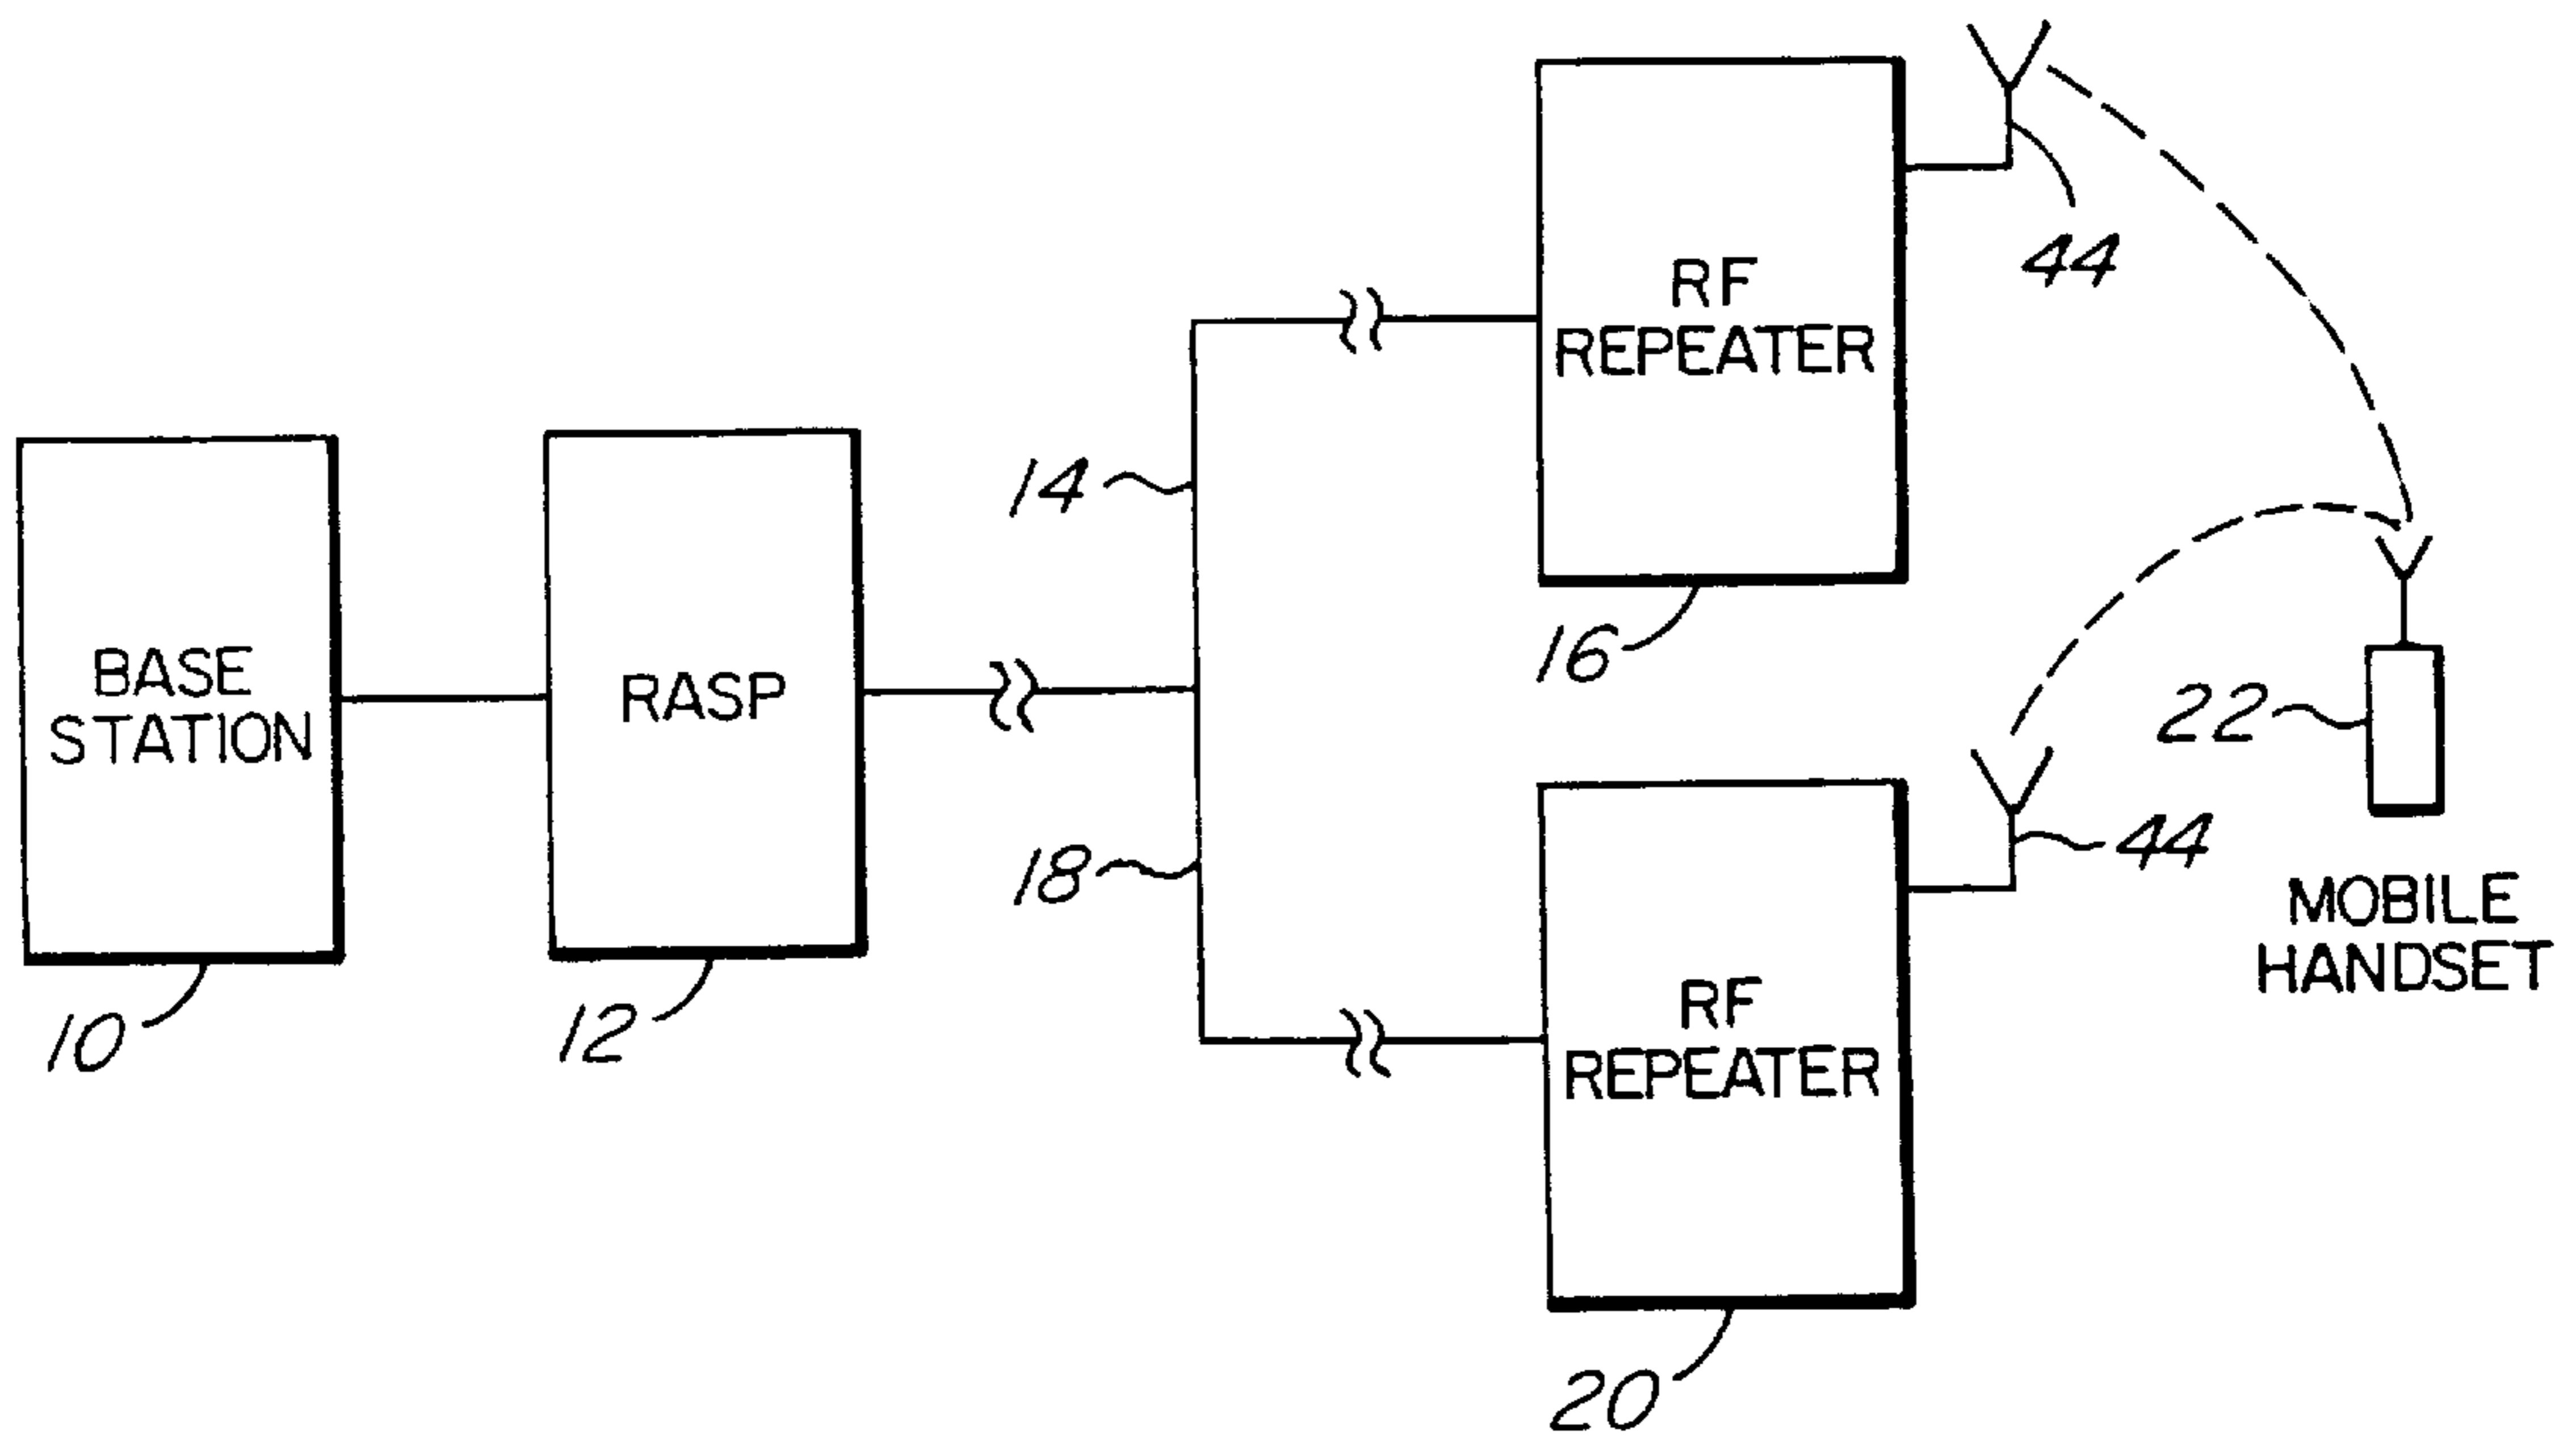 44
RF
REPEATER
14
16
BASE
STATION
RASP
22
18
44
MOBILE
HANDSET
10
12
RF
REPEATER
20